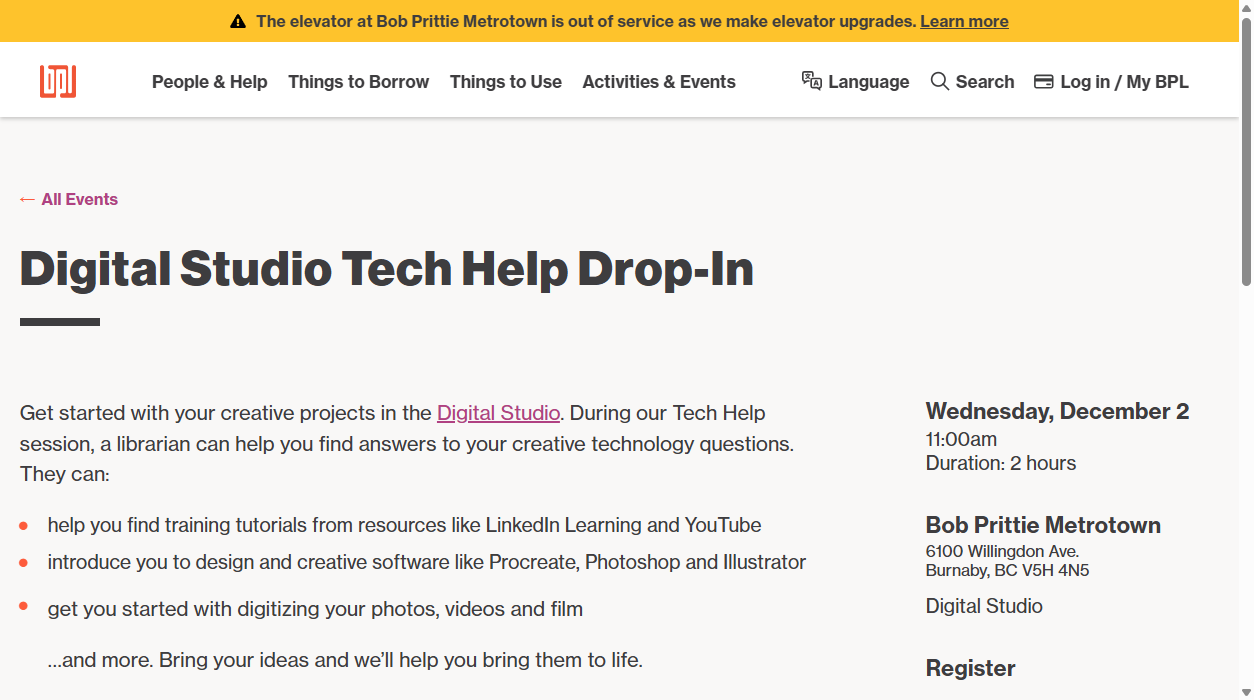 The elevator at Bob Prittie Metrotown is out of service as we make elevator upgrades. Learn more
People & Help Things to Borrow Things to Use Activities & Events Language Search Log in / My BPL
← All Events
Digital Studio Tech Help Drop-In
Get started with your creative projects in the Digital Studio. During our Tech Help
session, a librarian can help you find answers to your creative technology questions.
They can:
help you find training tutorials from resources like LinkedIn Learning and YouTube
introduce you to design and creative software like Procreate, Photoshop and Illustrator
get you started with digitizing your photos, videos and film
…and more. Bring your ideas and we’ll help you bring them to life.
Wednesday, December 2
11:00am
Duration: 2 hours
Bob Prittie Metrotown
6100 Willingdon Ave.
Burnaby, BC V5H 4N5
Digital Studio
Register